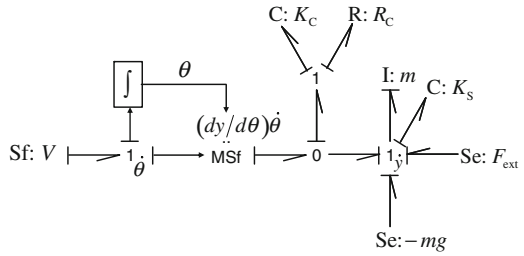 C: K_C R: R_C
∫ θ 1 I: m
C: K_S
(dy/dθ)θ̇
Sf: V 1 θ̇ MSf 0 1 ẏ Se: F_ext
Se: −mg